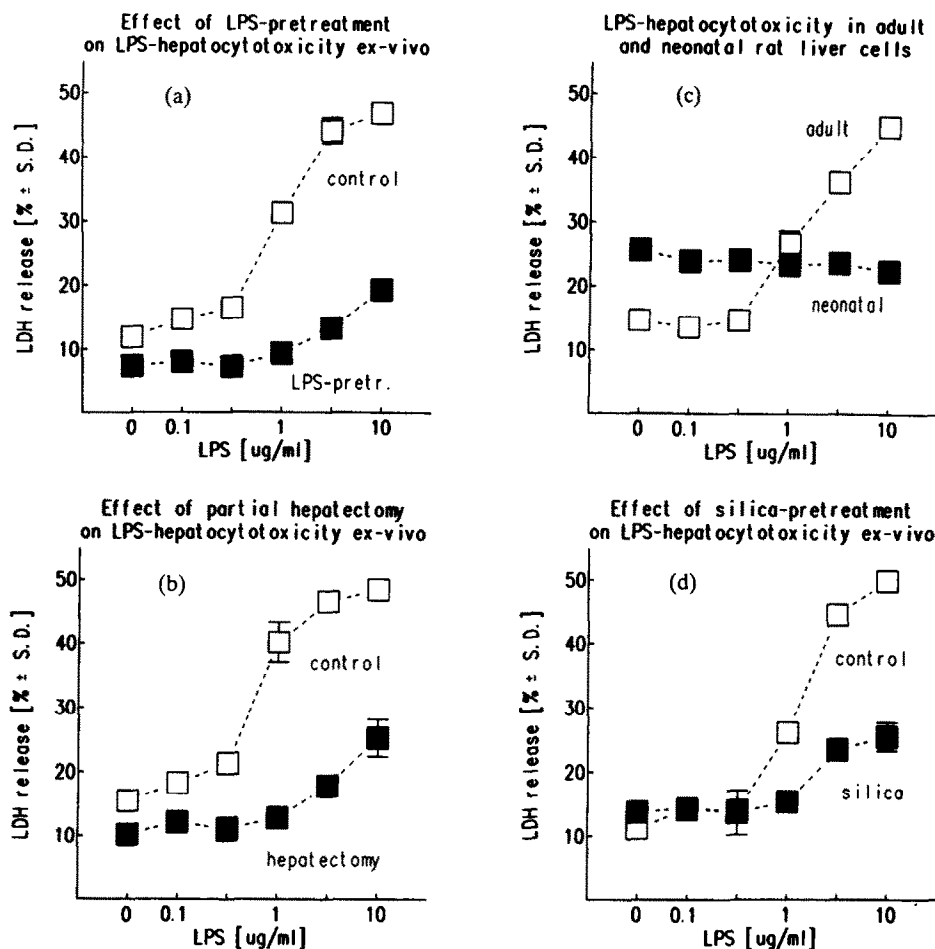 Effect of LPS-pretreatment
on LPS-hepatocytotoxicity ex-vivo
(a)
LDH release [% ± S.D.]
50
40
30
20
10
control
LPS-pretr.
0 0.1 1 10
LPS [ug/ml]
LPS-hepatocytotoxicity in adult
and neonatal rat liver cells
(c)
LDH release [% ± S.D.]
50
40
30
20
10
adult
neonatal
0 0.1 1 10
LPS [ug/ml]
Effect of partial hepatectomy
on LPS-hepatocytotoxicity ex-vivo
(b)
LDH release [% ± S.D.]
50
40
30
20
10
control
hepatectomy
0 0.1 1 10
LPS [ug/ml]
Effect of silica-pretreatment
on LPS-hepatocytotoxicity ex-vivo
(d)
LDH release [% ± S.D.]
50
40
30
20
10
control
silica
0 0.1 1 10
LPS [ug/ml]